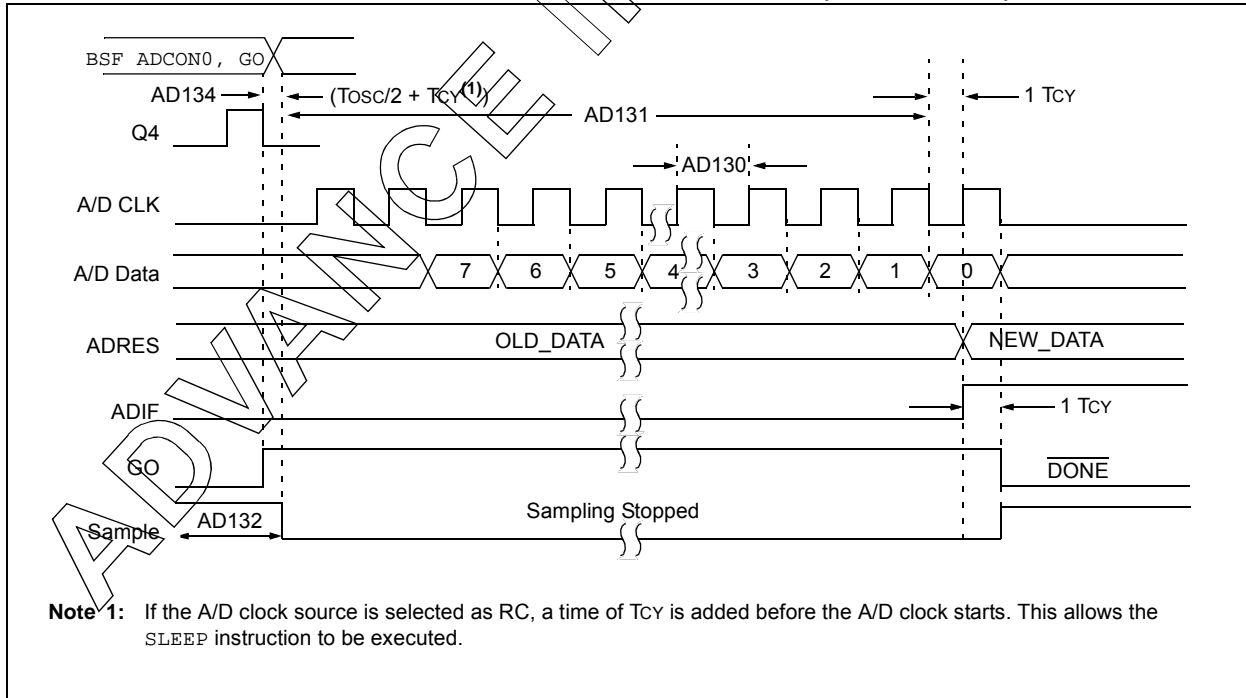 BSF ADCON0, GO
AD134
(TOSC/2 + TCY(1))
1 TCY
AD131
Q4
AD130
A/D CLK
A/D Data
7 6 5 4 3 2 1 0
ADRES
OLD_DATA
NEW_DATA
ADIF
1 TCY
GO
DONE
Sample
AD132
Sampling Stopped
Note 1: If the A/D clock source is selected as RC, a time of TCY is added before the A/D clock starts. This allows the
SLEEP instruction to be executed.
ADVANCE